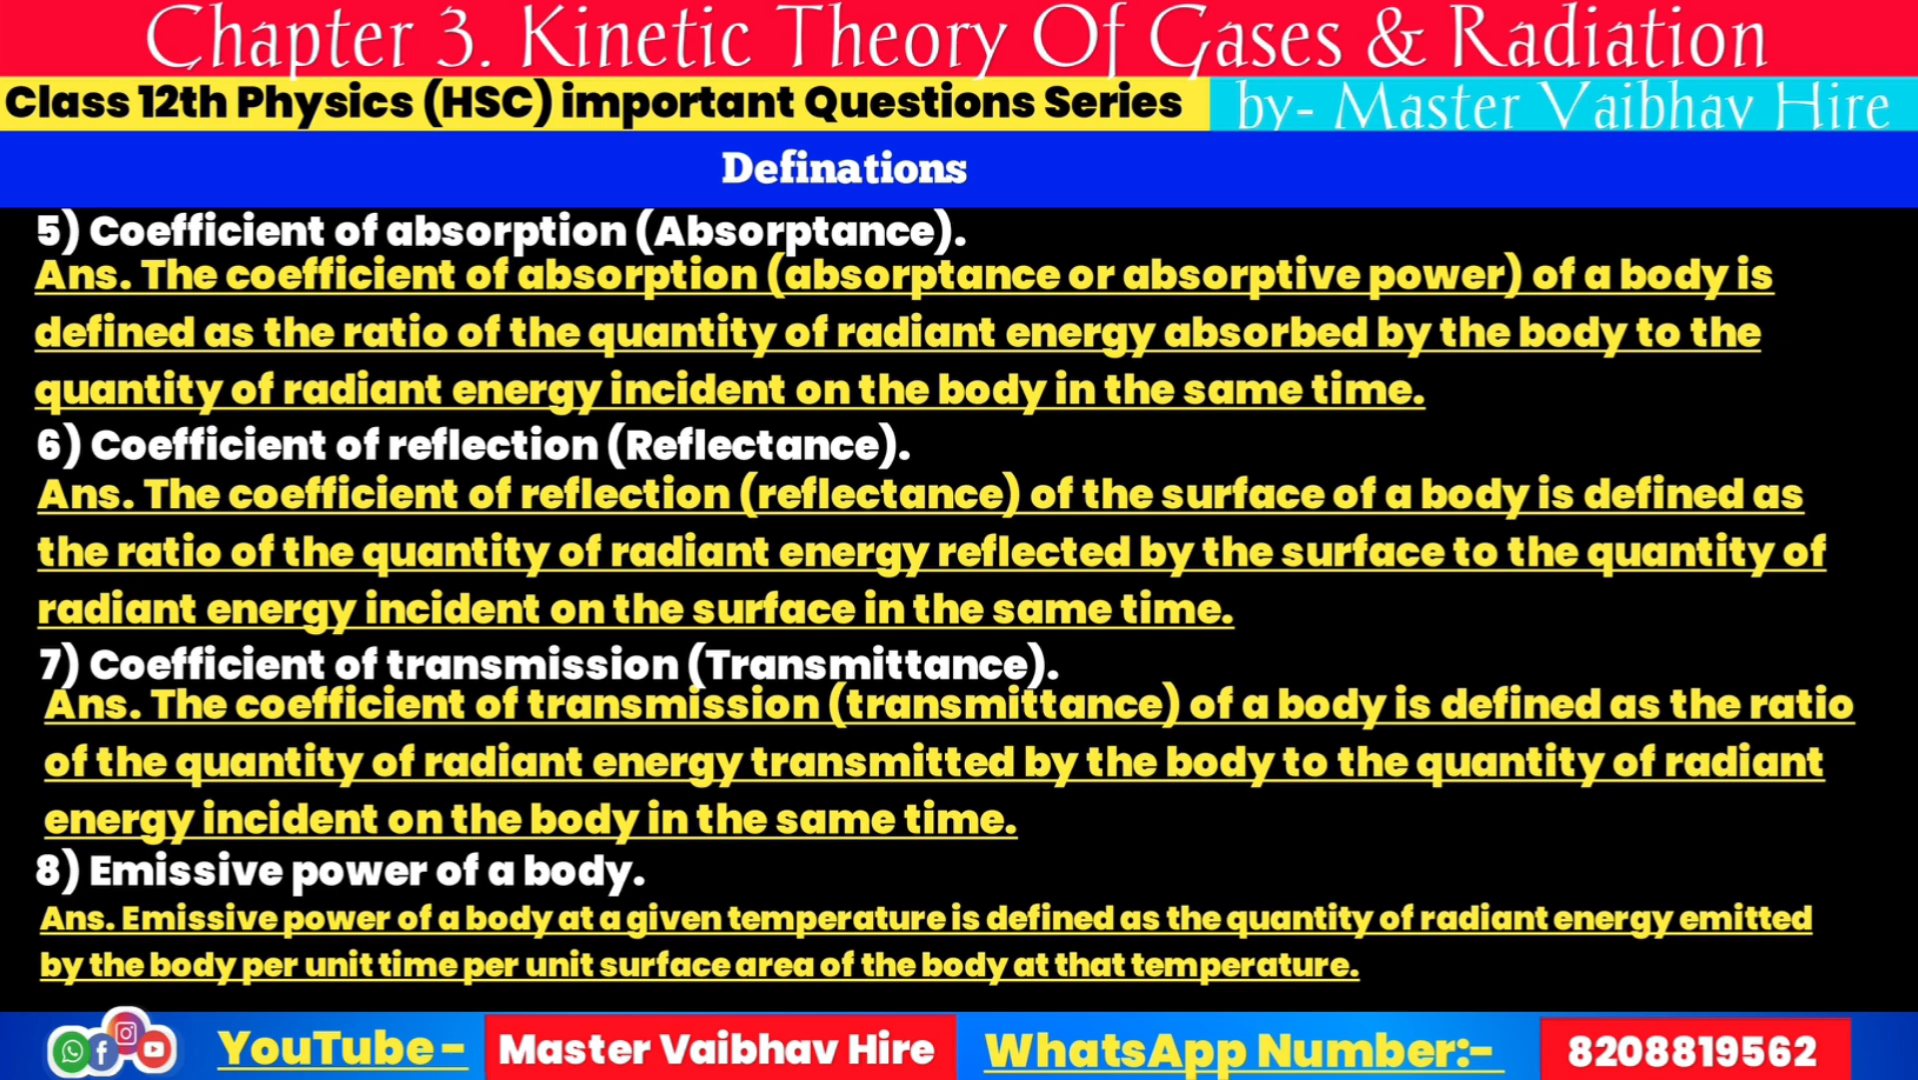 Chapter 3. Kinetic Theory Of Gases & Radiation
Class 12th Physics (HSC) important Questions Series
by- Master Vaibhav Hire
Definations
5) Coefficient of absorption (Absorptance).
Ans. The coefficient of absorption (absorptance or absorptive power) of a body is
defined as the ratio of the quantity of radiant energy absorbed by the body to the
quantity of radiant energy incident on the body in the same time.
6) Coefficient of reflection (Reflectance).
Ans. The coefficient of reflection (reflectance) of the surface of a body is defined as
the ratio of the quantity of radiant energy reflected by the surface to the quantity of
radiant energy incident on the surface in the same time.
7) Coefficient of transmission (Transmittance).
Ans. The coefficient of transmission (transmittance) of a body is defined as the ratio
of the quantity of radiant energy transmitted by the body to the quantity of radiant
energy incident on the body in the same time.
8) Emissive power of a body.
Ans. Emissive power of a body at a given temperature is defined as the quantity of radiant energy emitted
by the body per unit time per unit surface area of the body at that temperature.
YouTube- Master Vaibhav Hire WhatsApp Number:- 8208819562